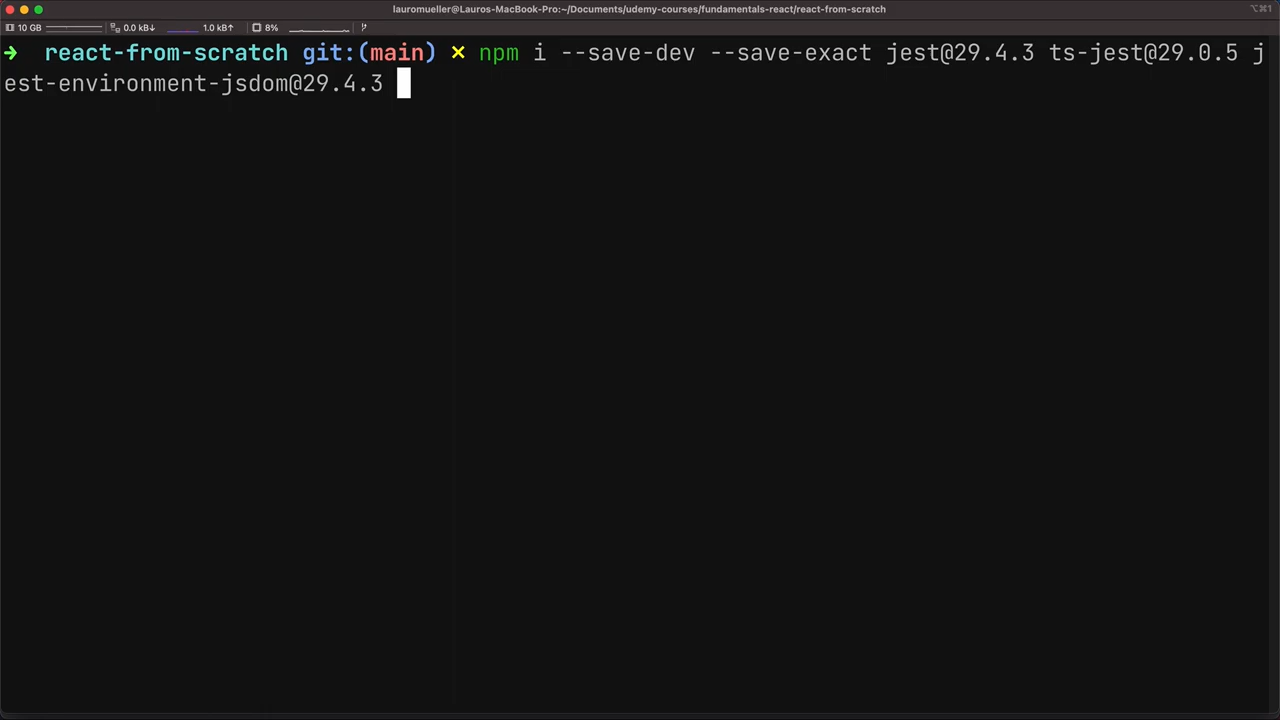 lauromueller@Lauros-MacBook-Pro:~/Documents/udemy-courses/fundamentals-react/react-from-scratch
⌥⌘1
10 GB 0.0 kB↓ 1.0 kB↑ 8%
→ react-from-scratch git:(main) × npm i --save-dev --save-exact jest@29.4.3 ts-jest@29.0.5 j
est-environment-jsdom@29.4.3